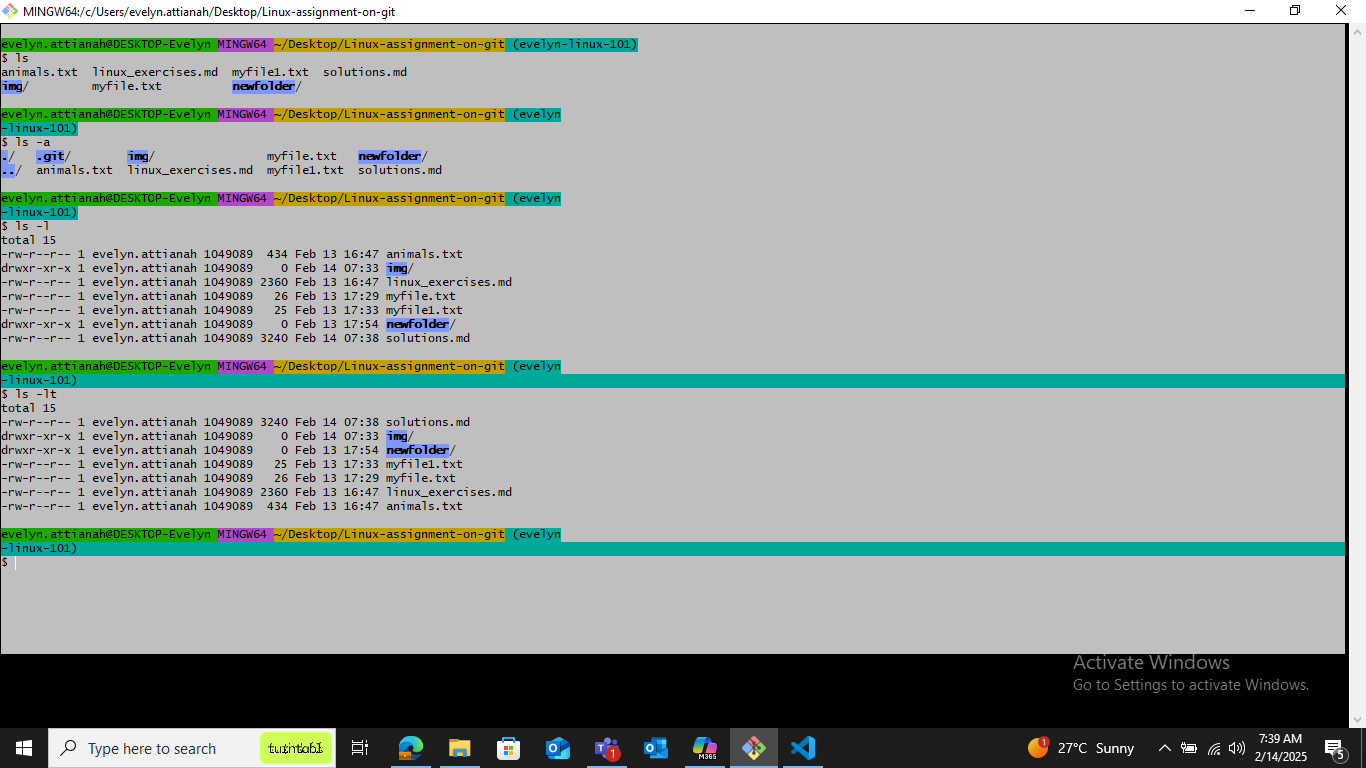 MINGW64:/c/Users/evelyn.attianah/Desktop/Linux-assignment-on-git
evelyn.attianah@DESKTOP-Evelyn MINGW64 ~/Desktop/Linux-assignment-on-git (evelyn-linux-101)
$ ls
animals.txt  linux_exercises.md  myfile1.txt  solutions.md
img/         myfile.txt          newfolder/
evelyn.attianah@DESKTOP-Evelyn MINGW64 ~/Desktop/Linux-assignment-on-git (evelyn
-linux-101)
$ ls -a
./   .git/        img/                myfile.txt   newfolder/
../  animals.txt  linux_exercises.md  myfile1.txt  solutions.md
evelyn.attianah@DESKTOP-Evelyn MINGW64 ~/Desktop/Linux-assignment-on-git (evelyn
-linux-101)
$ ls -l
total 15
-rw-r--r-- 1 evelyn.attianah 1049089  434 Feb 13 16:47 animals.txt
drwxr-xr-x 1 evelyn.attianah 1049089    0 Feb 14 07:33 img/
-rw-r--r-- 1 evelyn.attianah 1049089 2360 Feb 13 16:47 linux_exercises.md
-rw-r--r-- 1 evelyn.attianah 1049089   26 Feb 13 17:29 myfile.txt
-rw-r--r-- 1 evelyn.attianah 1049089   25 Feb 13 17:33 myfile1.txt
drwxr-xr-x 1 evelyn.attianah 1049089    0 Feb 13 17:54 newfolder/
-rw-r--r-- 1 evelyn.attianah 1049089 3240 Feb 14 07:38 solutions.md
evelyn.attianah@DESKTOP-Evelyn MINGW64 ~/Desktop/Linux-assignment-on-git (evelyn
-linux-101)
$ ls -lt
total 15
-rw-r--r-- 1 evelyn.attianah 1049089 3240 Feb 14 07:38 solutions.md
drwxr-xr-x 1 evelyn.attianah 1049089    0 Feb 14 07:33 img/
drwxr-xr-x 1 evelyn.attianah 1049089    0 Feb 13 17:54 newfolder/
-rw-r--r-- 1 evelyn.attianah 1049089   25 Feb 13 17:33 myfile1.txt
-rw-r--r-- 1 evelyn.attianah 1049089   26 Feb 13 17:29 myfile.txt
-rw-r--r-- 1 evelyn.attianah 1049089 2360 Feb 13 16:47 linux_exercises.md
-rw-r--r-- 1 evelyn.attianah 1049089  434 Feb 13 16:47 animals.txt
evelyn.attianah@DESKTOP-Evelyn MINGW64 ~/Desktop/Linux-assignment-on-git (evelyn
-linux-101)
$
Activate Windows
Go to Settings to activate Windows.
Type here to search
1
M365
1
27°C Sunny
7:39 AM
2/14/2025
5